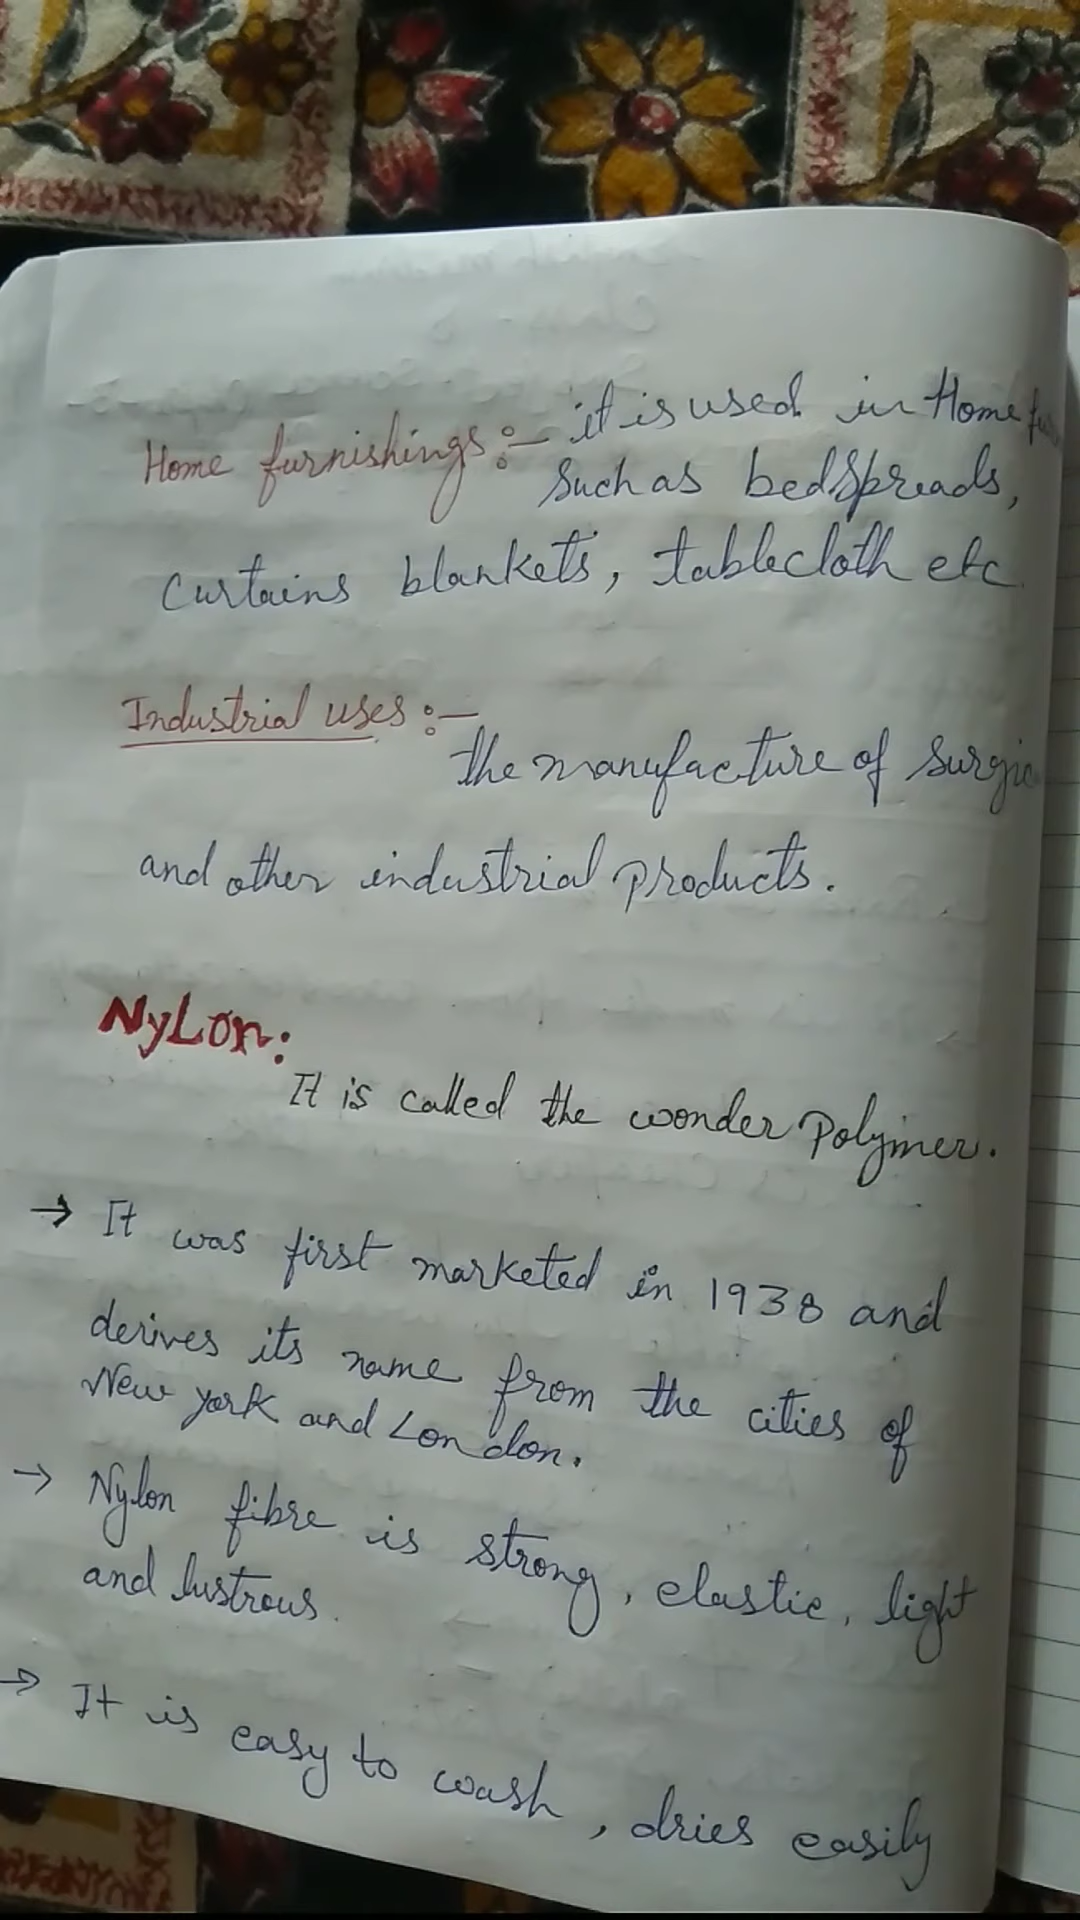 Home furnishings:- it is used in Home
such as bedspreads,
curtains blankets, tablecloth etc
Industrial uses:-
the manufacture of
and other industrial products.
NyLon:
It is called the wonder Polymer.
→ It was first marketed in 1938 and
derives its name from the cities of
New york and London.
→ Nylon fibre is strong, elastic, light
and lustrous.
→ It is easy to wash, dries easily